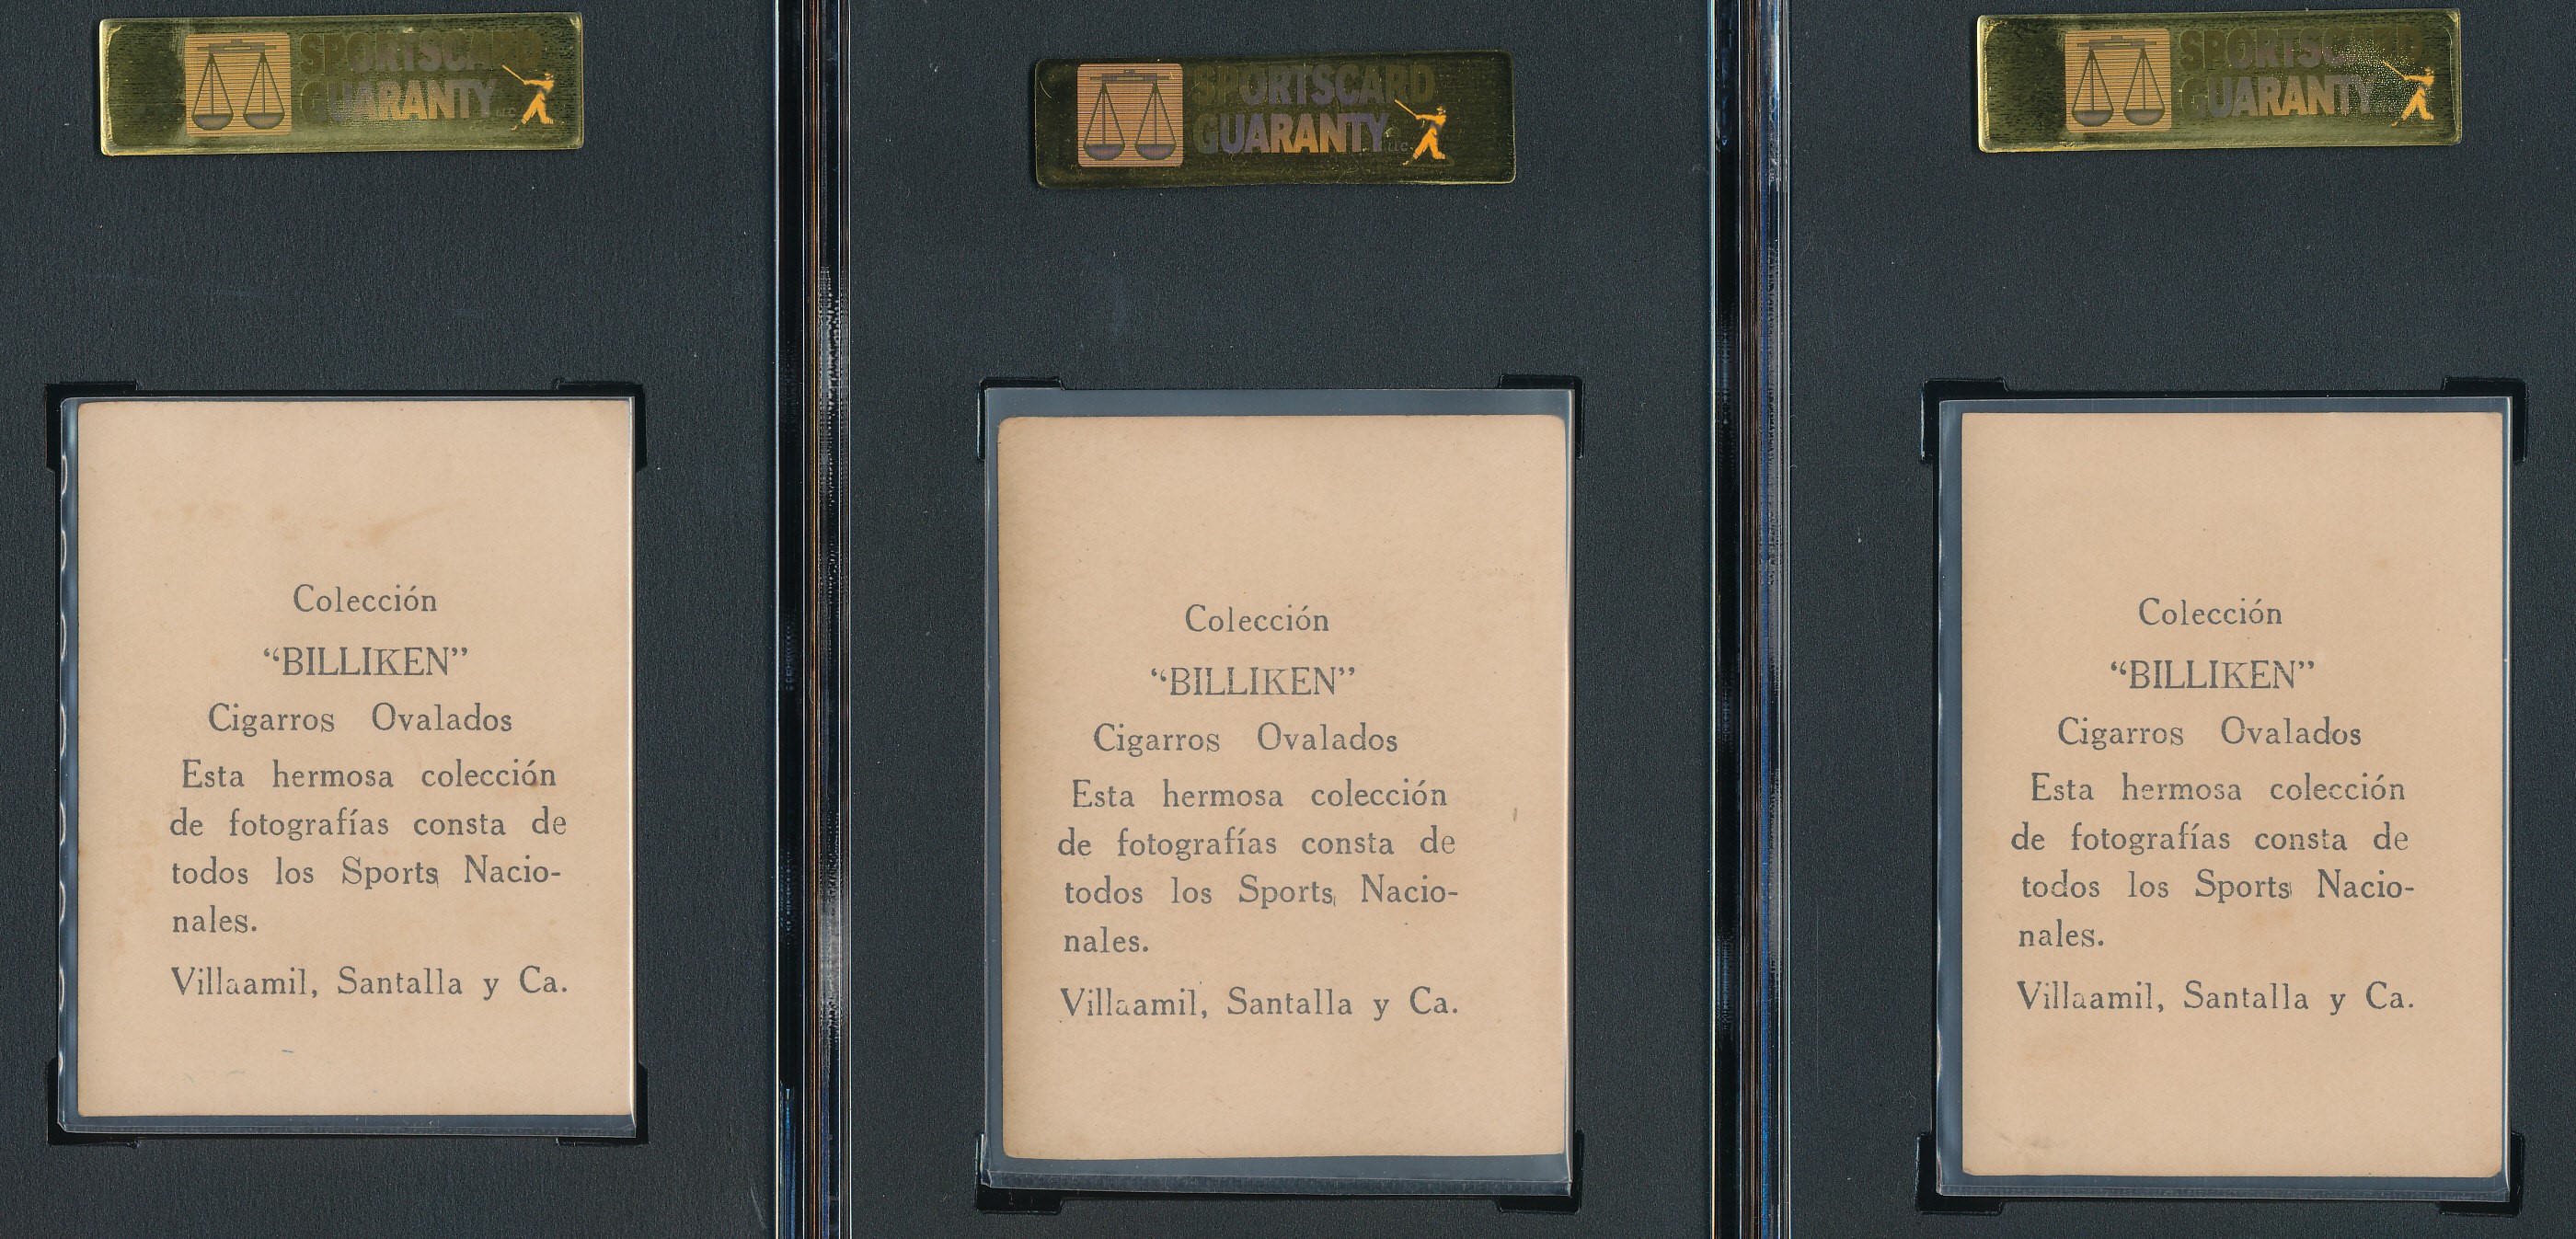 SPORTSCARD
GUARANTY LLC
Colección
“BILLIKEN”
Cigarros Ovalados
Esta hermosa colección
de fotografías consta de
todos los Sports Nacio-
nales.
Villaamil, Santalla y Ca.
SPORTSCARD
GUARANTY LLC
Colección
“BILLIKEN”
Cigarros Ovalados
Esta hermosa colección
de fotografías consta de
todos los Sports Nacio-
nales.
Villaamil, Santalla y Ca.
SPORTSCARD
GUARANTY
Colección
“BILLIKEN”
Cigarros Ovalados
Esta hermosa colección
de fotografías consta de
todos los Sports Nacio-
nales.
Villaamil, Santalla y Ca.